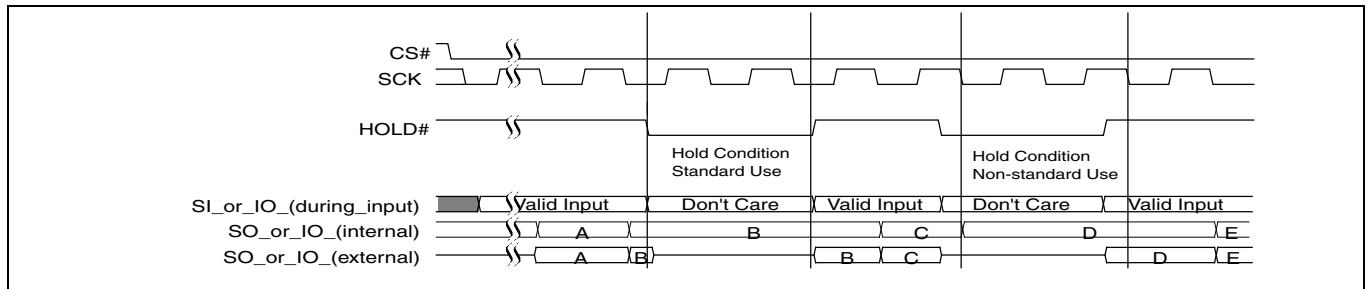 CS#
SCK
HOLD#
Hold Condition
Standard Use
Hold Condition
Non-standard Use
SI_or_IO_(during_input) Valid Input Don't Care Valid Input Don't Care Valid Input
SO_or_IO_(internal) A B C D E
SO_or_IO_(external) A B B C D E